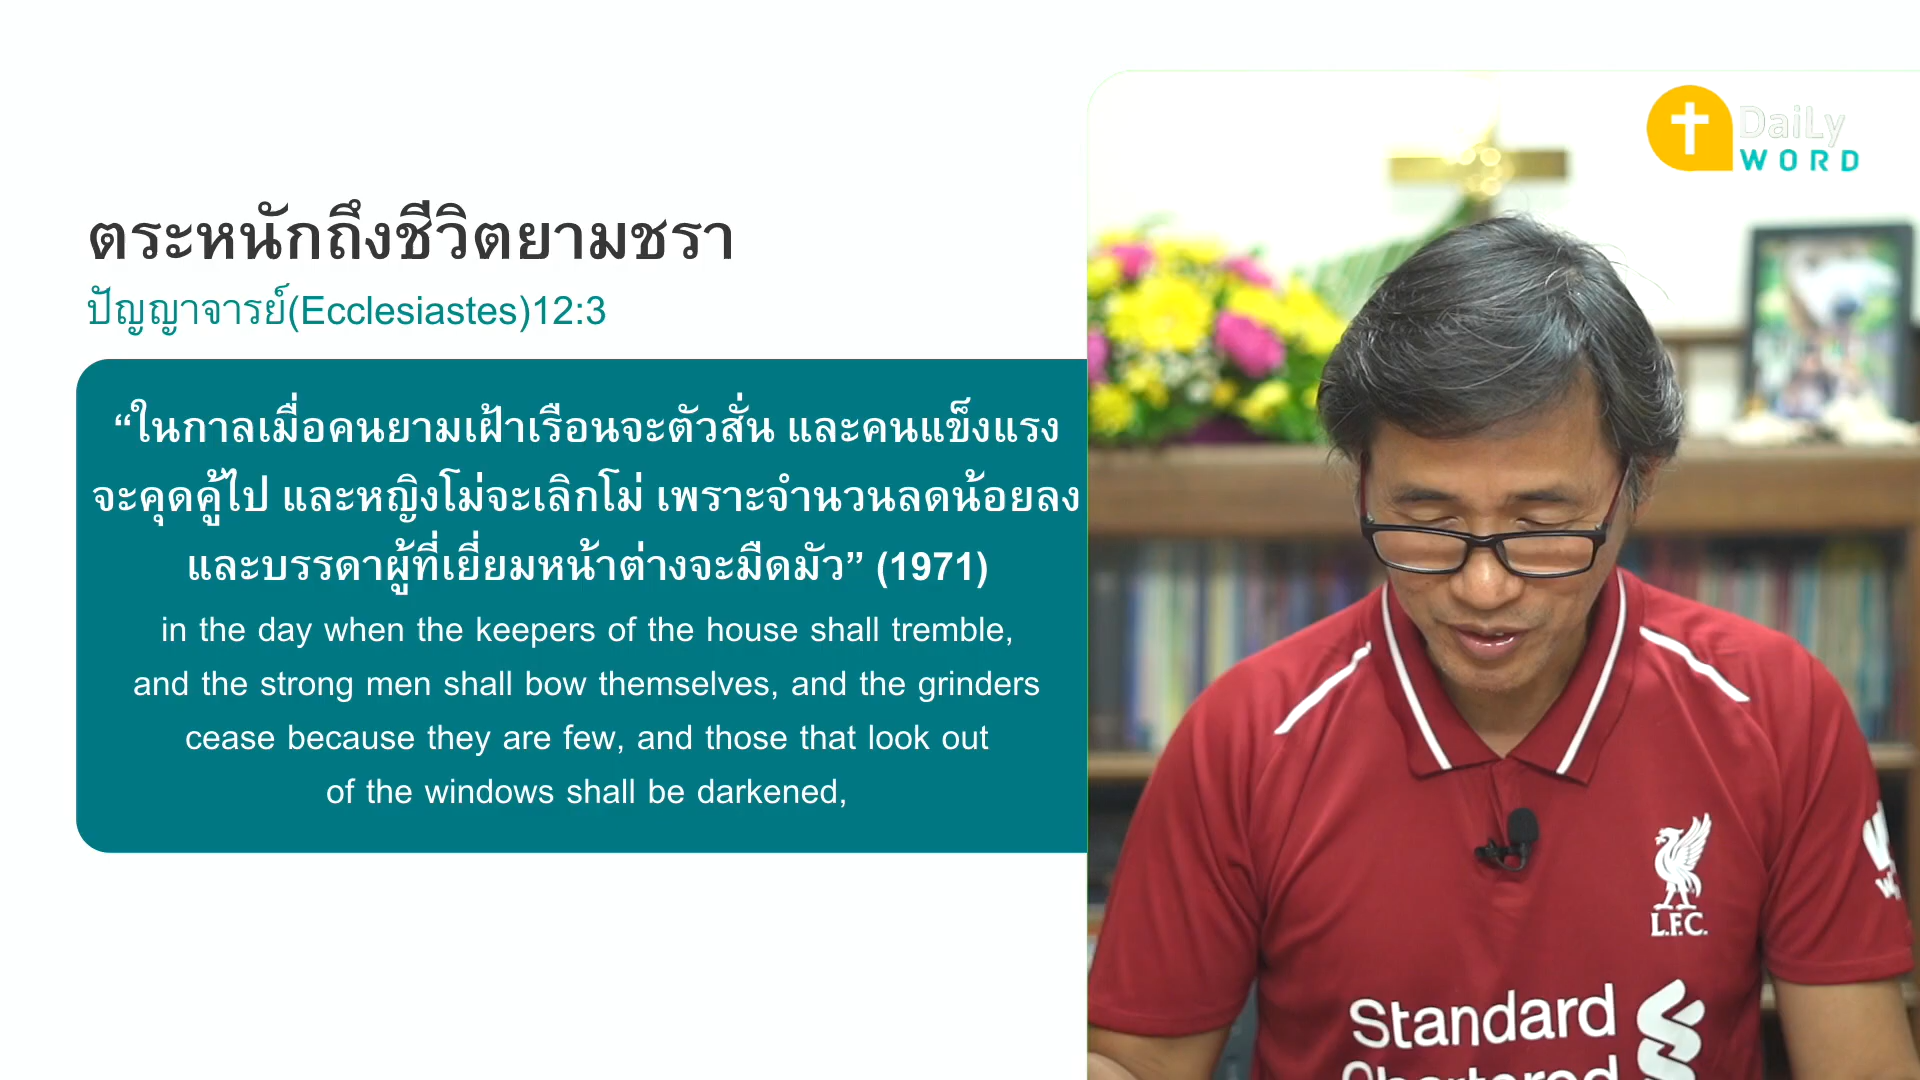 DaiLy
WORD
ตระหนักถึงชีวิตยามชรา
ปัญญาจารย์(Ecclesiastes)12:3
“ในกาลเมื่อคนยามเฝ้าเรือนจะตัวสั่น และคนแข็งแรง
จะคุดคู้ไป และหญิงโม่จะเลิกโม่ เพราะจำนวนลดน้อยลง
และบรรดาผู้ที่เยี่ยมหน้าต่างจะมืดมัว” (1971)
in the day when the keepers of the house shall tremble,
and the strong men shall bow themselves, and the grinders
cease because they are few, and those that look out
of the windows shall be darkened,
L.F.C.
Standard
Chartered